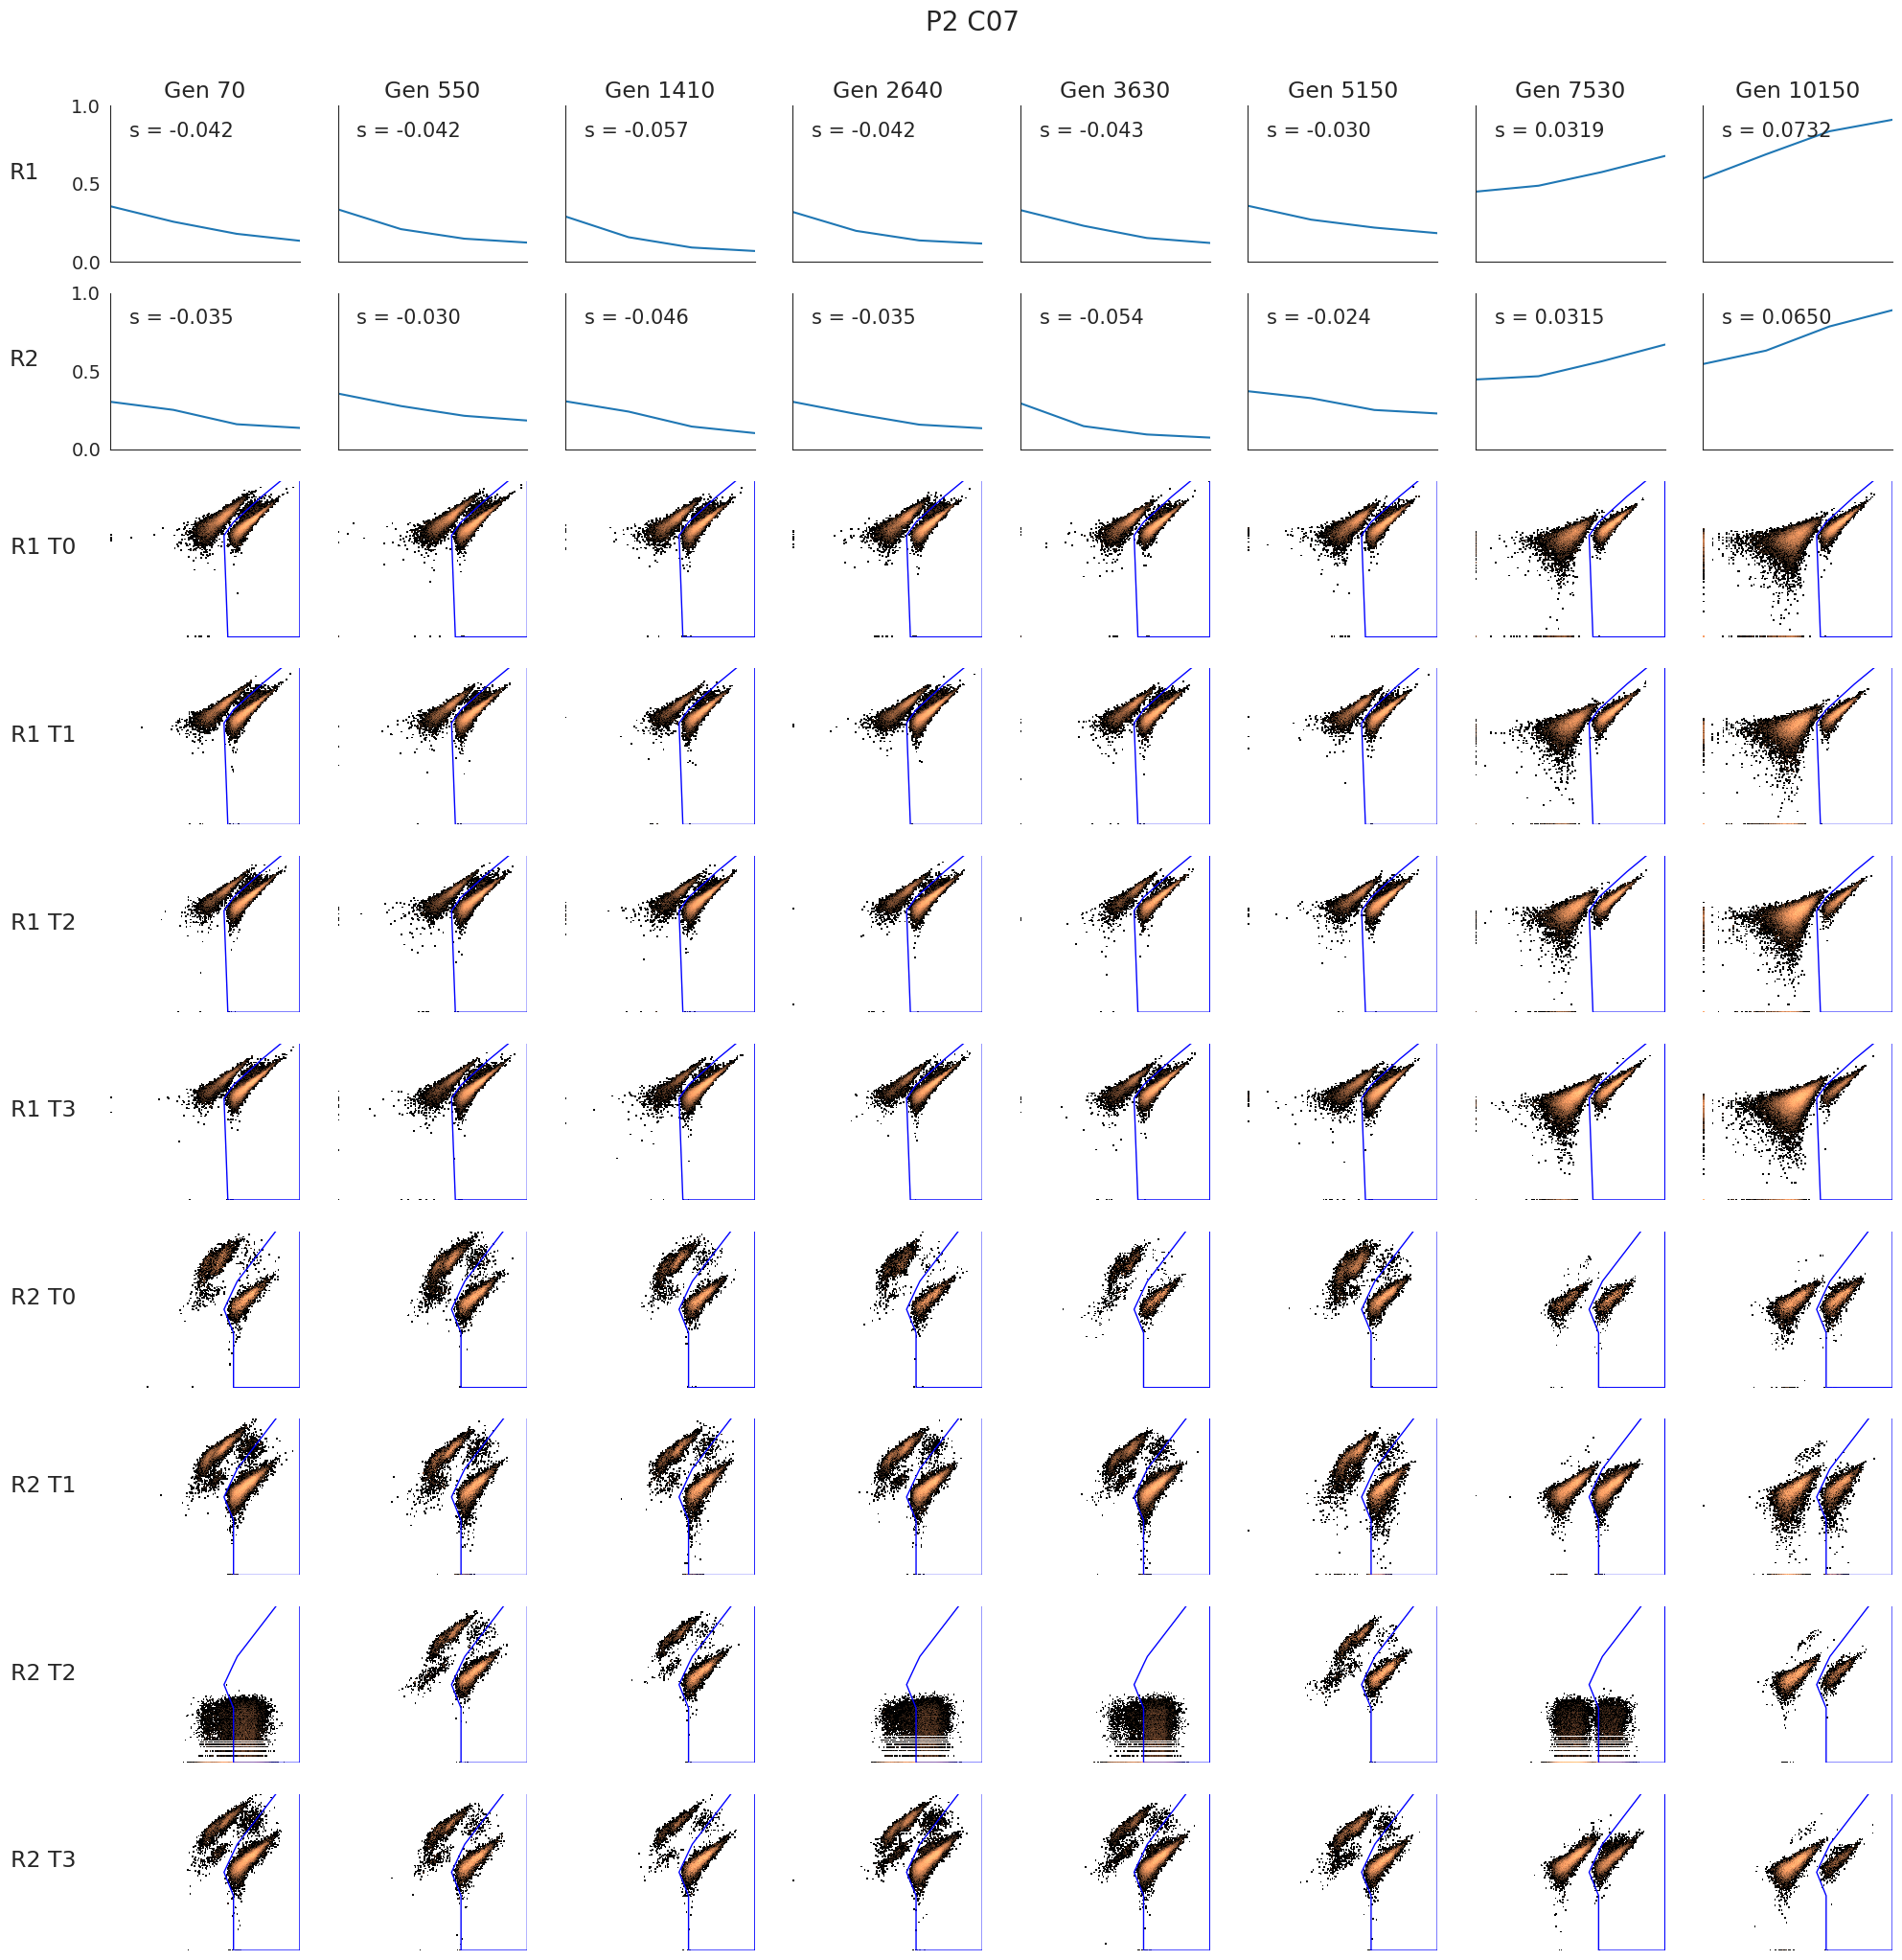 P2 C07
Gen 70 Gen 550 Gen 1410 Gen 2640 Gen 3630 Gen 5150 Gen 7530 Gen 10150
1.0
s = -0.042 s = -0.042 s = -0.057 s = -0.042 s = -0.043 s = -0.030 s = 0.0319 s = 0.0732
R1
0.5
0.0
1.0
s = -0.035 s = -0.030 s = -0.046 s = -0.035 s = -0.054 s = -0.024 s = 0.0315 s = 0.0650
R2
0.5
0.0
R1 T0
R1 T1
R1 T2
R1 T3
R2 T0
R2 T1
R2 T2
R2 T3